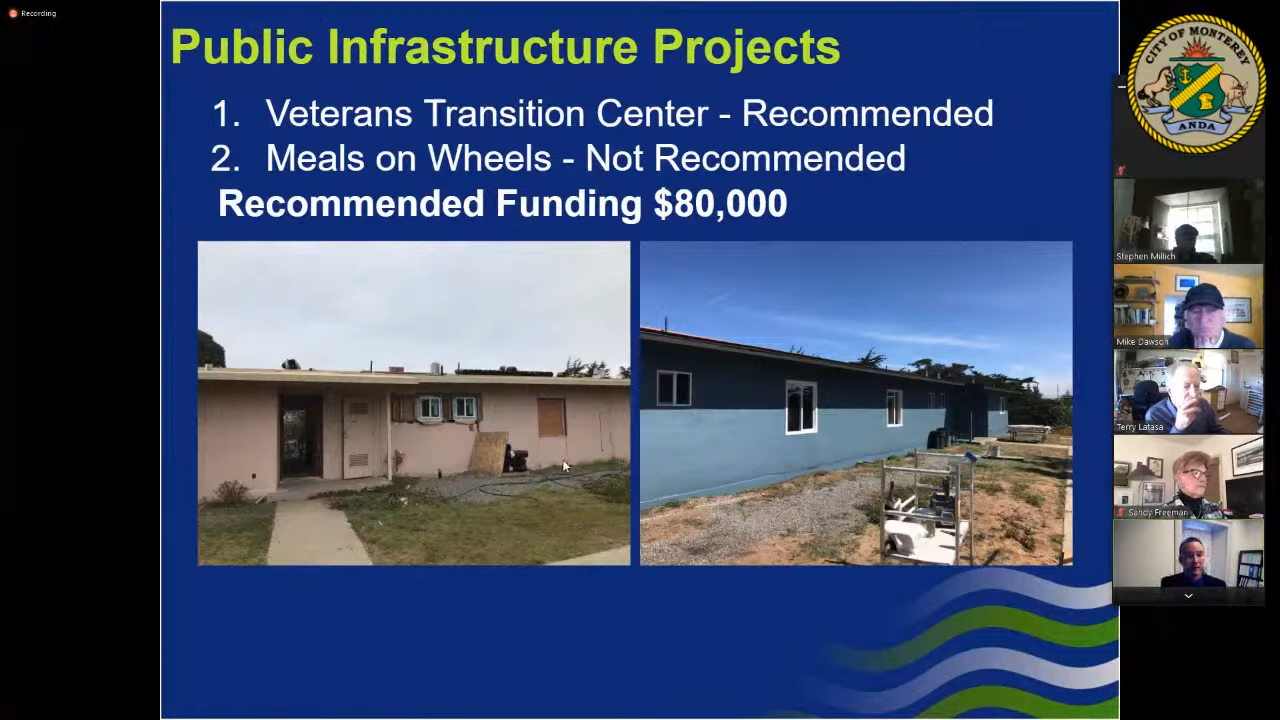 Recording
Public Infrastructure Projects
1. Veterans Transition Center - Recommended
2. Meals on Wheels - Not Recommended
Recommended Funding $80,000
CITY OF MONTEREY
ANDA
Stephen Millich
Mike Dawson
Terry Latasa
Sandy Freeman